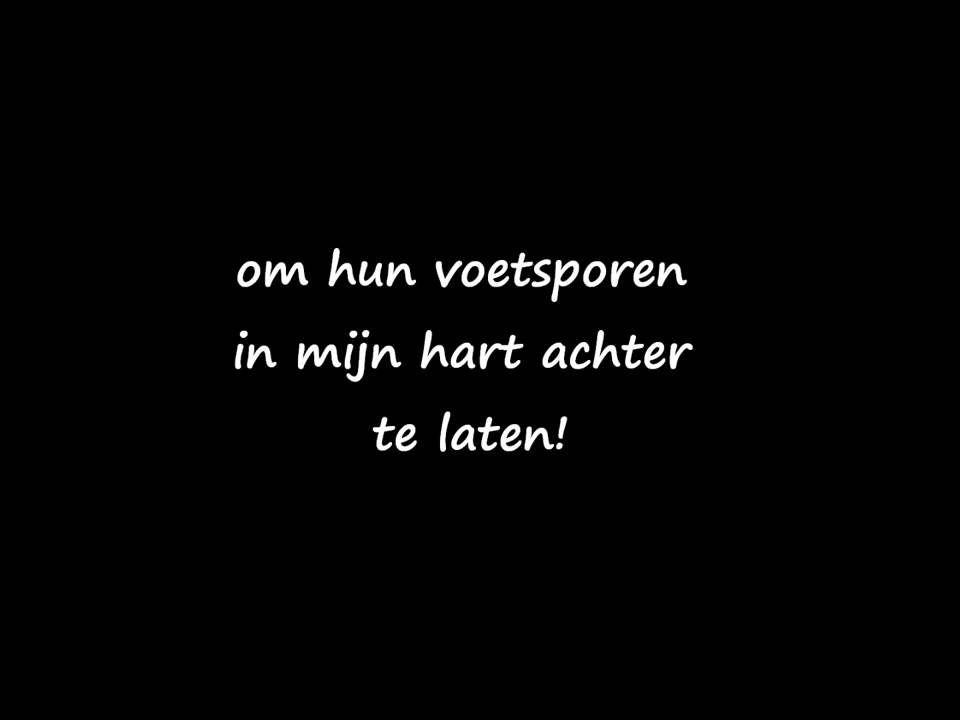 om hun voetsporen
in mijn hart achter
te laten!